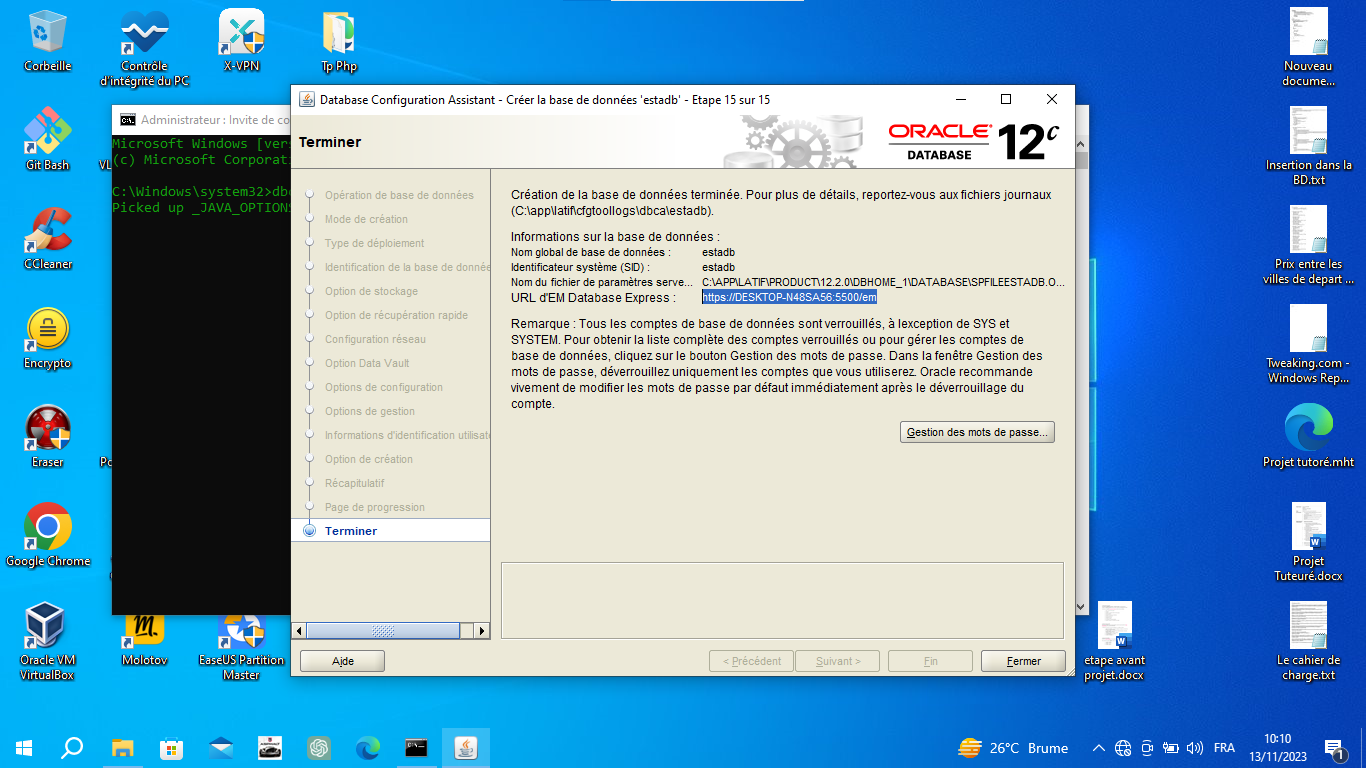 Corbeille
Contrôle
d'intégrité du PC
X-VPN
Tp Php
Git Bash
VL
CCleaner
Encrypto
Eraser
Po
Google Chrome
Oracle VM
VirtualBox
Molotov
EaseUS Partition
Master
Administrateur : Invite de co
Microsoft Windows [vers
(c) Microsoft Corporati
C:\Windows\system32>dbc
Picked up _JAVA_OPTIONS
Database Configuration Assistant - Créer la base de données 'estadb' - Etape 15 sur 15
Terminer
ORACLE
DATABASE
12c
Opération de base de données
Mode de création
Type de déploiement
Identification de la base de donnée
Option de stockage
Option de récupération rapide
Configuration réseau
Option Data Vault
Options de configuration
Options de gestion
Informations d'identification utilisate
Option de création
Récapitulatif
Page de progression
Terminer
Création de la base de données terminée. Pour plus de détails, reportez-vous aux fichiers journaux
(C:\app\latif\cfgtoollogs\dbca\estadb).
Informations sur la base de données :
Nom global de base de données : estadb
Identificateur système (SID) : estadb
Nom du fichier de paramètres serve... C:\APP\LATIF\PRODUCT\12.2.0\DBHOME_1\DATABASE\SPFILEESTADB.O...
URL d'EM Database Express : https://DESKTOP-N48SA56:5500/em
Remarque : Tous les comptes de base de données sont verrouillés, à lexception de SYS et
SYSTEM. Pour obtenir la liste complète des comptes verrouillés ou pour gérer les comptes de
base de données, cliquez sur le bouton Gestion des mots de passe. Dans la fenêtre Gestion des
mots de passe, déverrouillez uniquement les comptes que vous utiliserez. Oracle recommande
vivement de modifier les mots de passe par défaut immédiatement après le déverrouillage du
compte.
Gestion des mots de passe...
Aide
< Précédent
Suivant >
Fin
Fermer
Nouveau
docume...
Insertion dans la
BD.txt
Prix entre les
villes de depart ...
Tweaking.com -
Windows Rep...
Projet tutoré.mht
Projet
Tuteuré.docx
etape avant
projet.docx
Le cahier de
charge.txt
26°C Brume
FRA
10:10
13/11/2023
1